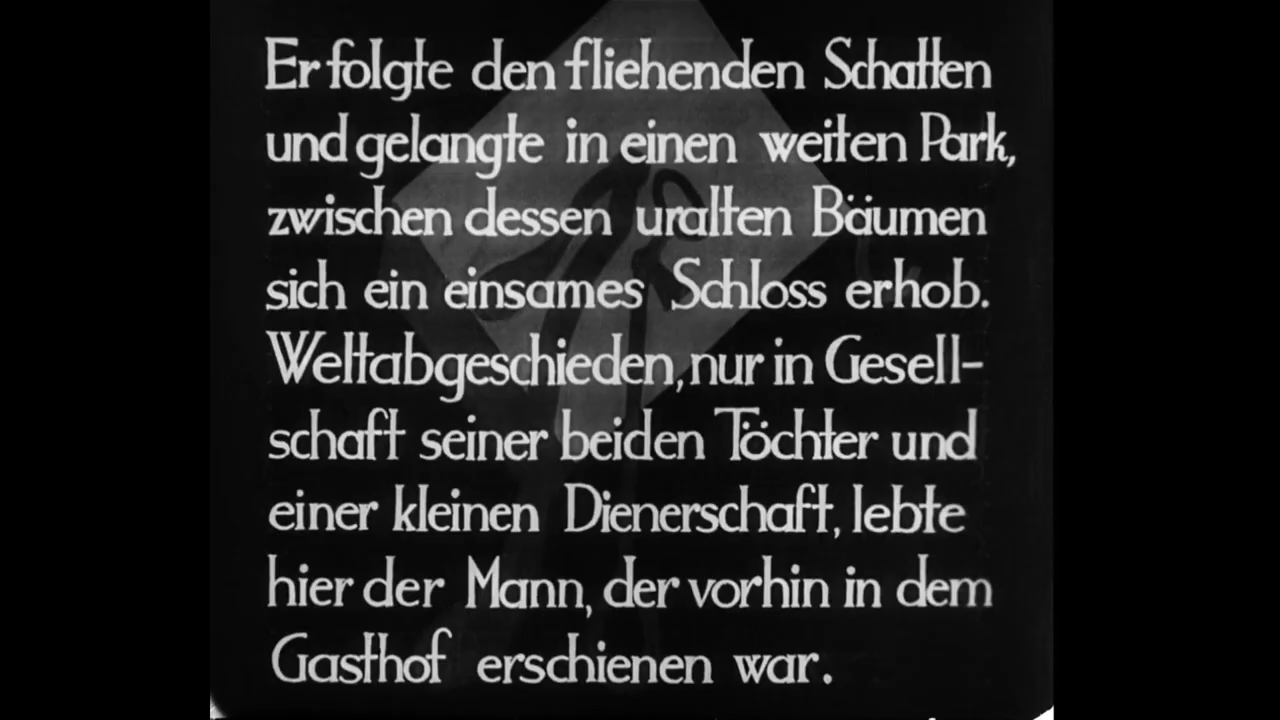 Er folgte den fliehenden Schatten
und gelangte in einen weiten Park,
zwischen dessen uralten Bäumen
sich ein einsames Schloss erhob.
Weltabgeschieden, nur in Gesell-
schaft seiner beiden Töchter und
einer kleinen Dienerschaft, lebte
hier der Mann, der vorhin in dem
Gasthof erschienen war.